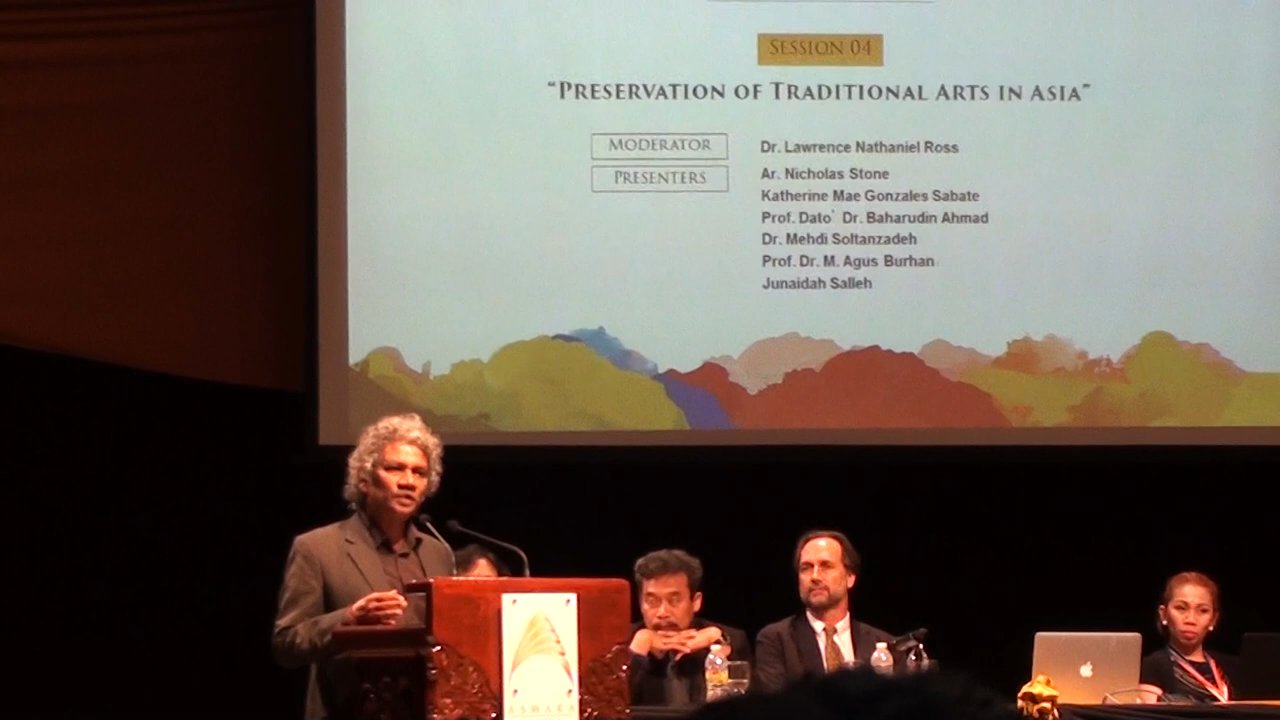 SESSION 04
“PRESERVATION OF TRADITIONAL ARTS IN ASIA”
MODERATOR
Dr. Lawrence Nathaniel Ross
PRESENTERS
Ar. Nicholas Stone
Katherine Mae Gonzales Sabate
Prof. Dato' Dr. Baharudin Ahmad
Dr. Mehdi Soltanzadeh
Prof. Dr. M. Agus Burhan
Junaidah Salleh
ASWARA